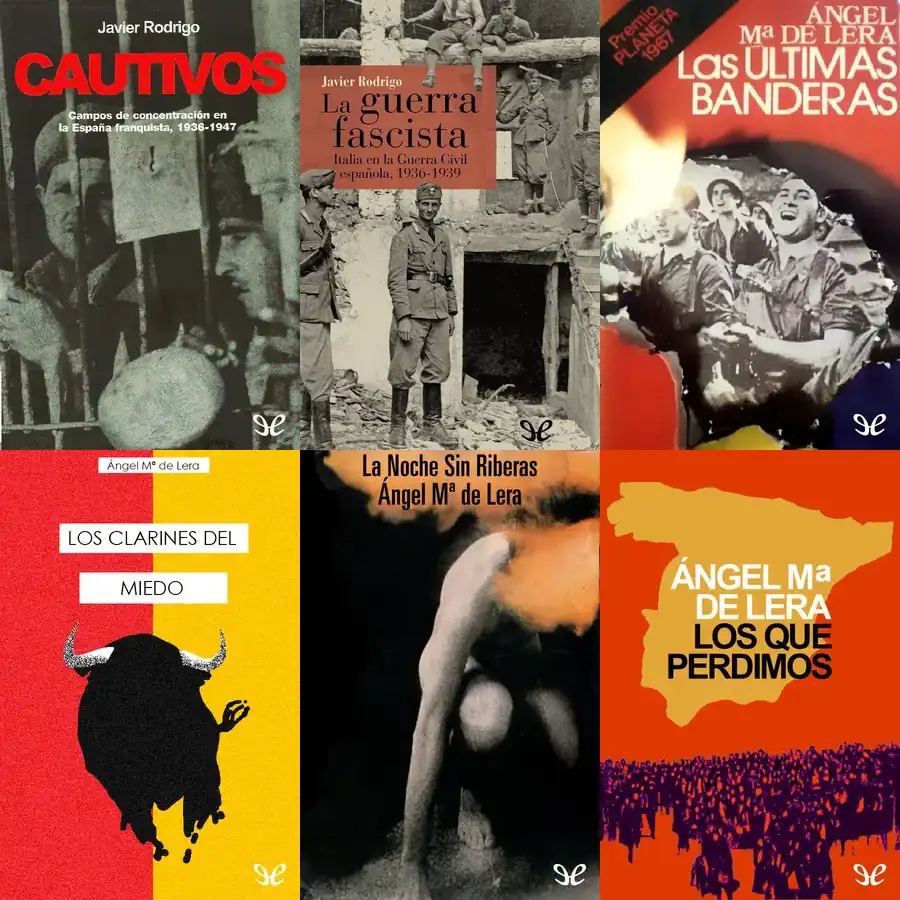 Javier Rodrigo
CAUTIVOS
Campos de concentración en
la España franquista, 1936-1947
Javier Rodrigo
La guerra
fascista
Italia en la Guerra Civil
española, 1936-1939
Premio
PLANETA
1967
ÁNGEL
Mª DE LERA
Las ÚLTIMAS
BANDERAS
Ángel Mª de Lera
LOS CLARINES DEL
MIEDO
La Noche Sin Riberas
Ángel Mª de Lera
ÁNGEL Mª
DE LERA
LOS QUE
PERDIMOS